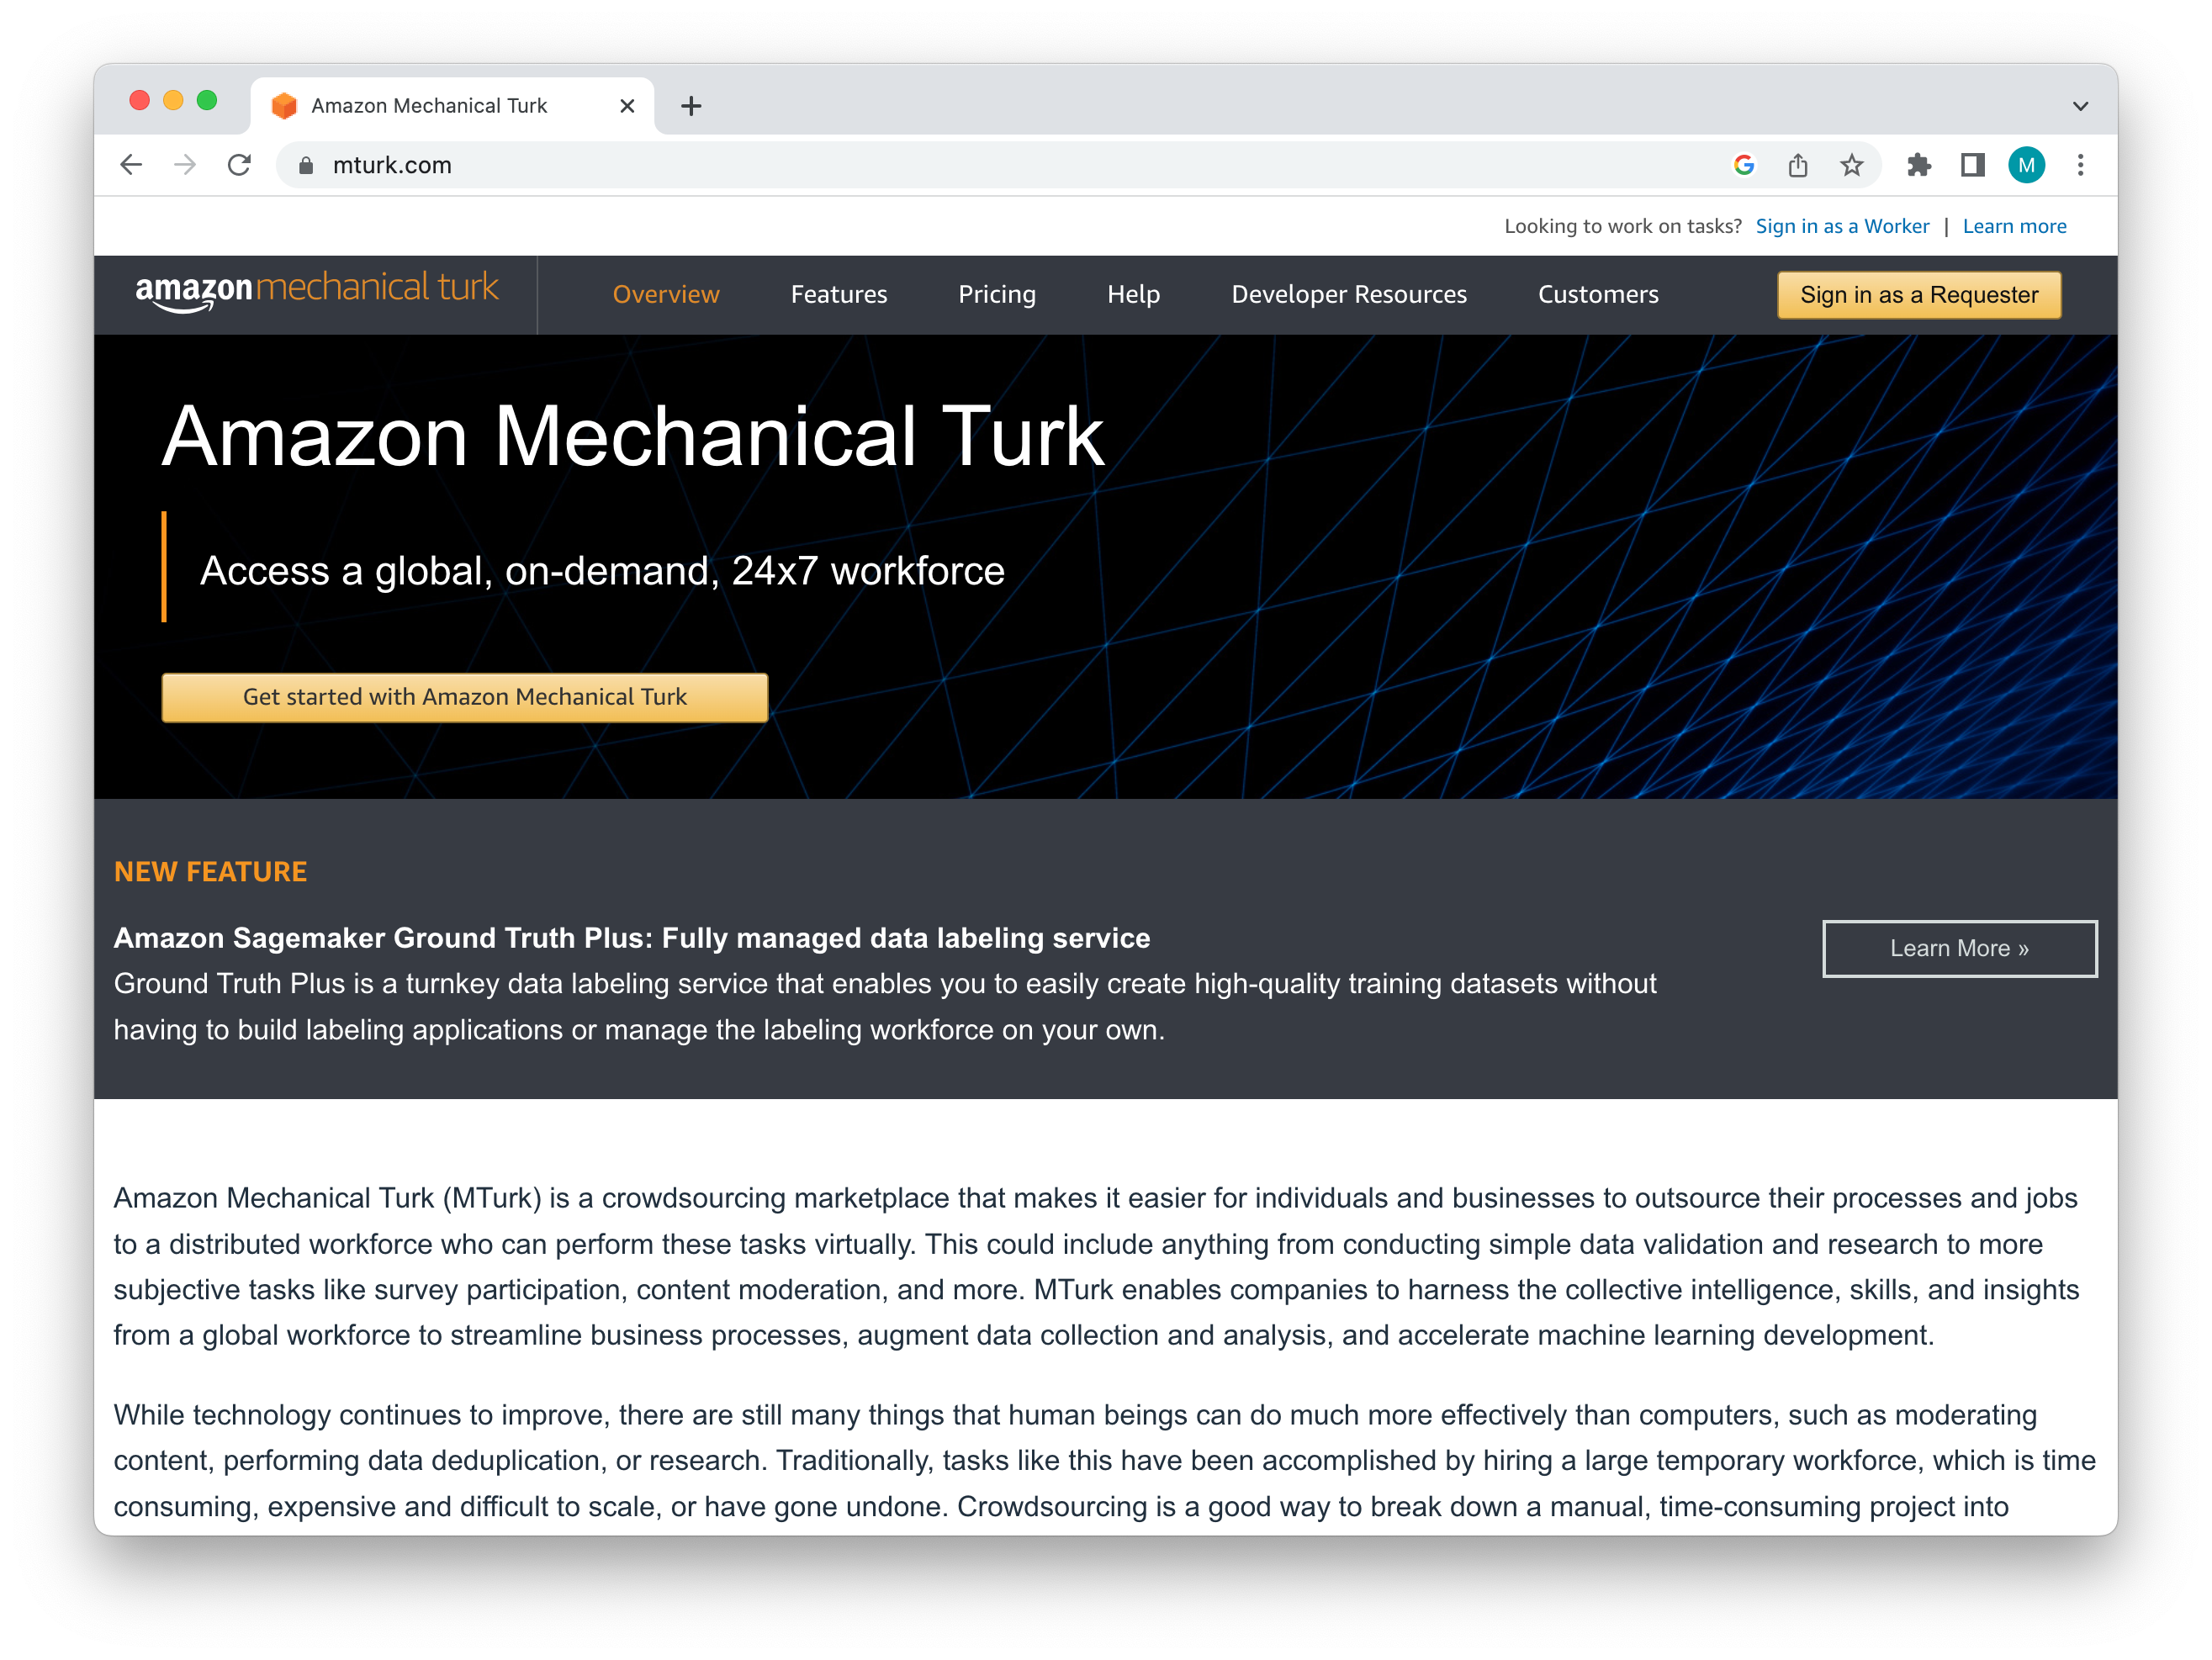 Amazon Mechanical Turk
mturk.com
M
Looking to work on tasks? Sign in as a Worker | Learn more
amazon mechanical turk
Overview Features Pricing Help Developer Resources Customers Sign in as a Requester
Amazon Mechanical Turk
Access a global, on-demand, 24x7 workforce
Get started with Amazon Mechanical Turk
NEW FEATURE
Amazon Sagemaker Ground Truth Plus: Fully managed data labeling service
Learn More »
Ground Truth Plus is a turnkey data labeling service that enables you to easily create high-quality training datasets without
having to build labeling applications or manage the labeling workforce on your own.
Amazon Mechanical Turk (MTurk) is a crowdsourcing marketplace that makes it easier for individuals and businesses to outsource their processes and jobs
to a distributed workforce who can perform these tasks virtually. This could include anything from conducting simple data validation and research to more
subjective tasks like survey participation, content moderation, and more. MTurk enables companies to harness the collective intelligence, skills, and insights
from a global workforce to streamline business processes, augment data collection and analysis, and accelerate machine learning development.
While technology continues to improve, there are still many things that human beings can do much more effectively than computers, such as moderating
content, performing data deduplication, or research. Traditionally, tasks like this have been accomplished by hiring a large temporary workforce, which is time
consuming, expensive and difficult to scale, or have gone undone. Crowdsourcing is a good way to break down a manual, time-consuming project into